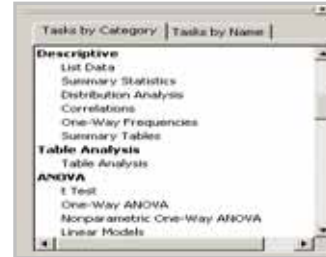 Tasks by Category Tasks by Name
Descriptive
List Data
Summary Statistics
Distribution Analysis
Correlations
One-Way Frequencies
Summary Tables
Table Analysis
Table Analysis
ANOVA
t Test
One-Way ANOVA
Nonparametric One-Way ANOVA
Linear Models